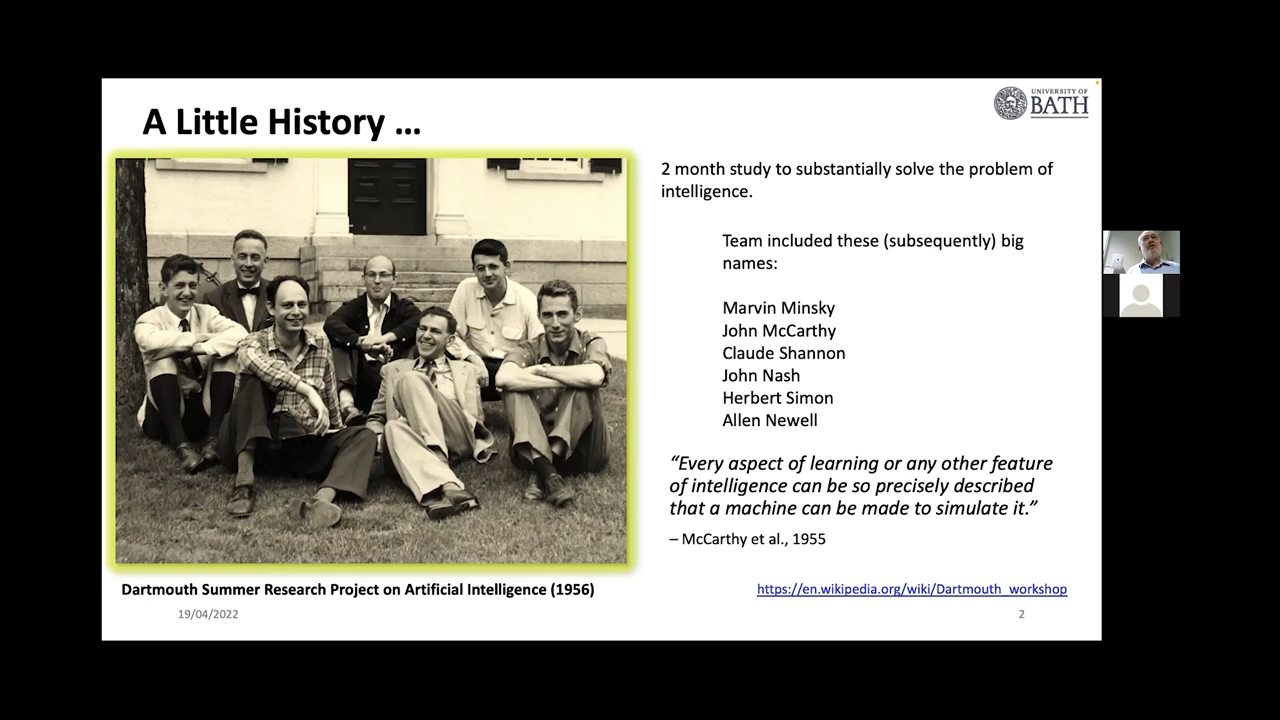 A Little History ...
UNIVERSITY OF
BATH
2 month study to substantially solve the problem of
intelligence.
Team included these (subsequently) big
names:
Marvin Minsky
John McCarthy
Claude Shannon
John Nash
Herbert Simon
Allen Newell
“Every aspect of learning or any other feature
of intelligence can be so precisely described
that a machine can be made to simulate it.”
– McCarthy et al., 1955
Dartmouth Summer Research Project on Artificial Intelligence (1956)
https://en.wikipedia.org/wiki/Dartmouth_workshop
19/04/2022
2